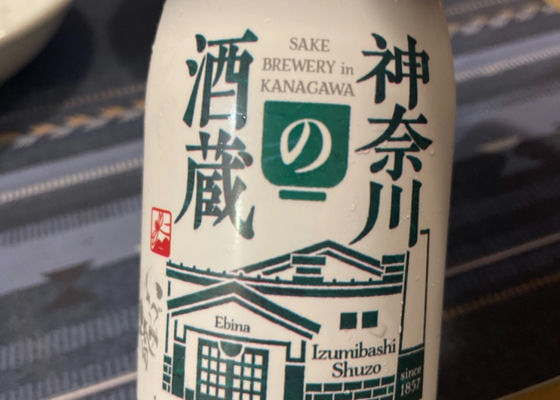 神奈川
の
酒蔵
SAKE
BREWERY in
KANAGAWA
Ebina
Izumibashi
Shuzo
since
1857